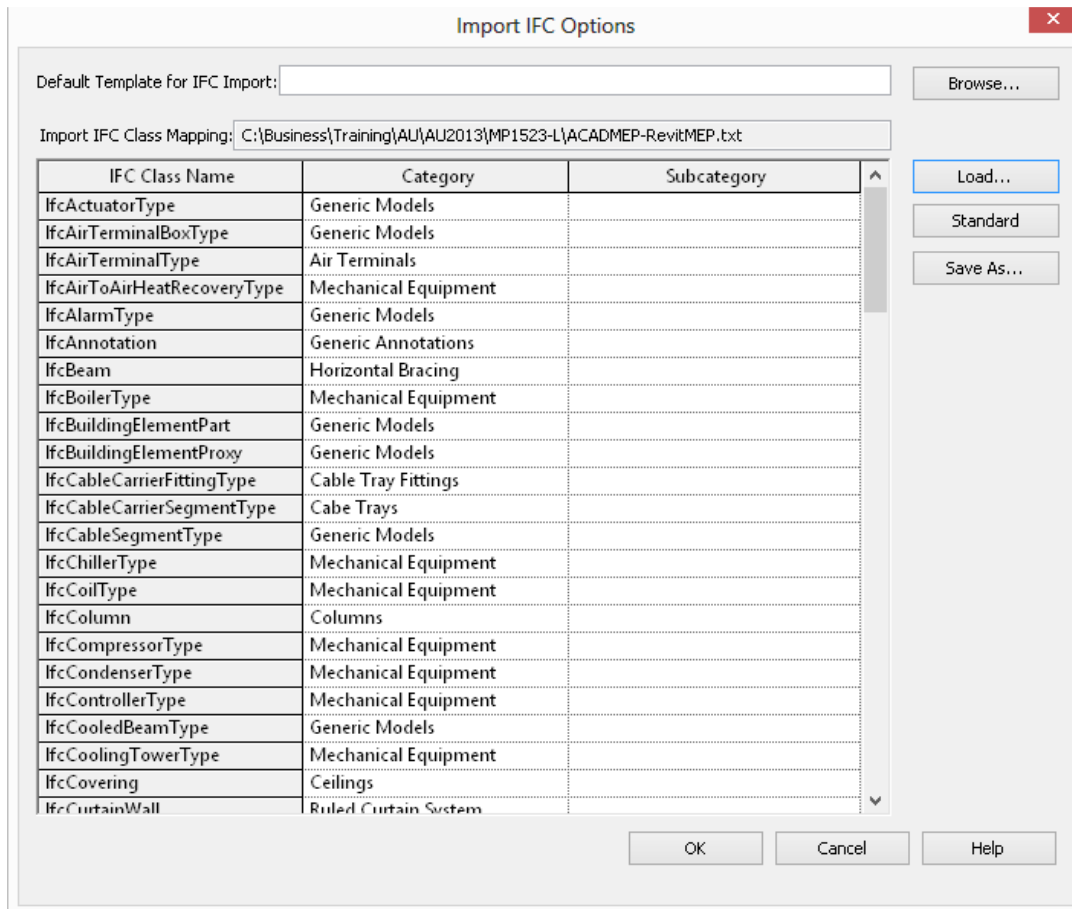 Import IFC Options
Default Template for IFC Import:
Browse...
Import IFC Class Mapping: C:\Business\Training\AU\AU2013\MP1523-L\ACADMEP-RevitMEP.txt
IFC Class Name Category Subcategory
Load...
Standard
Save As...
IfcActuatorType Generic Models
IfcAirTerminalBoxType Generic Models
IfcAirTerminalType Air Terminals
IfcAirToAirHeatRecoveryType Mechanical Equipment
IfcAlarmType Generic Models
IfcAnnotation Generic Annotations
IfcBeam Horizontal Bracing
IfcBoilerType Mechanical Equipment
IfcBuildingElementPart Generic Models
IfcBuildingElementProxy Generic Models
IfcCableCarrierFittingType Cable Tray Fittings
IfcCableCarrierSegmentType Cabe Trays
IfcCableSegmentType Generic Models
IfcChillerType Mechanical Equipment
IfcCoilType Mechanical Equipment
IfcColumn Columns
IfcCompressorType Mechanical Equipment
IfcCondenserType Mechanical Equipment
IfcControllerType Mechanical Equipment
IfcCooledBeamType Generic Models
IfcCoolingTowerType Mechanical Equipment
IfcCovering Ceilings
IfcCurtainWall Ruled Curtain System
OK Cancel Help